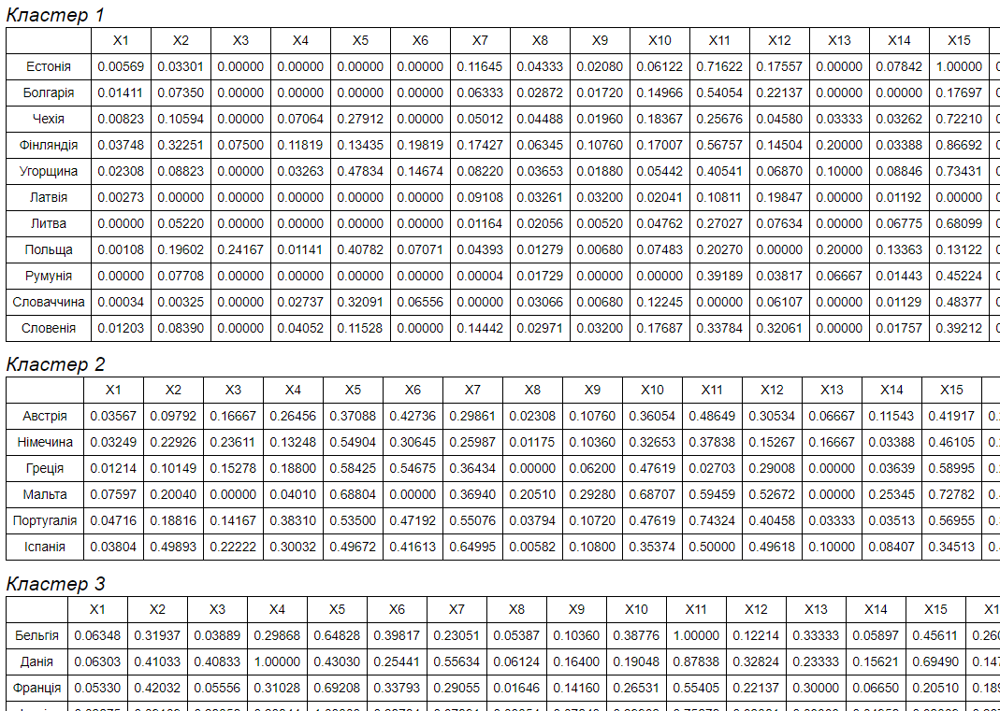 Кластер 1
X1 X2 X3 X4 X5 X6 X7 X8 X9 X10 X11 X12 X13 X14 X15
Естонія 0.00569 0.03301 0.00000 0.00000 0.00000 0.00000 0.11645 0.04333 0.02080 0.06122 0.71622 0.17557 0.00000 0.07842 1.00000
Болгарія 0.01411 0.07350 0.00000 0.00000 0.00000 0.00000 0.06333 0.02872 0.01720 0.14966 0.54054 0.22137 0.00000 0.00000 0.17697
Чехія 0.00823 0.10594 0.00000 0.07064 0.27912 0.00000 0.05012 0.04488 0.01960 0.18367 0.25676 0.04580 0.03333 0.03262 0.72210
Фінляндія 0.03748 0.32251 0.07500 0.11819 0.13435 0.19819 0.17427 0.06345 0.10760 0.17007 0.56757 0.14504 0.20000 0.03388 0.86692
Угорщина 0.02308 0.08823 0.00000 0.03263 0.47834 0.14674 0.08220 0.03653 0.01880 0.05442 0.40541 0.06870 0.10000 0.08846 0.73431
Латвія 0.00273 0.00000 0.00000 0.00000 0.00000 0.00000 0.09108 0.03261 0.03200 0.02041 0.10811 0.19847 0.00000 0.01192 0.00000
Литва 0.00000 0.05220 0.00000 0.00000 0.00000 0.00000 0.01164 0.02056 0.00520 0.04762 0.27027 0.07634 0.00000 0.06775 0.68099
Польща 0.00108 0.19602 0.24167 0.01141 0.40782 0.07071 0.04393 0.01279 0.00680 0.07483 0.20270 0.00000 0.20000 0.13363 0.13122
Румунія 0.00000 0.07708 0.00000 0.00000 0.00000 0.00000 0.00004 0.01729 0.00000 0.00000 0.39189 0.03817 0.06667 0.01443 0.45224
Словаччина 0.00034 0.00325 0.00000 0.02737 0.32091 0.06556 0.00000 0.03066 0.00680 0.12245 0.00000 0.06107 0.00000 0.01129 0.48377
Словенія 0.01203 0.08390 0.00000 0.04052 0.11528 0.00000 0.14442 0.02971 0.03200 0.17687 0.33784 0.32061 0.00000 0.01757 0.39212
Кластер 2
X1 X2 X3 X4 X5 X6 X7 X8 X9 X10 X11 X12 X13 X14 X15
Австрія 0.03567 0.09792 0.16667 0.26456 0.37088 0.42736 0.29861 0.02308 0.10760 0.36054 0.48649 0.30534 0.06667 0.11543 0.41917
Німечина 0.03249 0.22926 0.23611 0.13248 0.54904 0.30645 0.25987 0.01175 0.10360 0.32653 0.37838 0.15267 0.16667 0.03388 0.46105
Греція 0.01214 0.10149 0.15278 0.18800 0.58425 0.54675 0.36434 0.00000 0.06200 0.47619 0.02703 0.29008 0.00000 0.03639 0.58995
Мальта 0.07597 0.20040 0.00000 0.04010 0.68804 0.00000 0.36940 0.20510 0.29280 0.68707 0.59459 0.52672 0.00000 0.25345 0.72782
Португалія 0.04716 0.18816 0.14167 0.38310 0.53500 0.47192 0.55076 0.03794 0.10720 0.47619 0.74324 0.40458 0.03333 0.03513 0.56955
Іспанія 0.03804 0.49893 0.22222 0.30032 0.49672 0.41613 0.64995 0.00582 0.10800 0.35374 0.50000 0.49618 0.10000 0.08407 0.34513
Кластер 3
X1 X2 X3 X4 X5 X6 X7 X8 X9 X10 X11 X12 X13 X14 X15
Бельгія 0.06348 0.31937 0.03889 0.29868 0.64828 0.39817 0.23051 0.05387 0.10360 0.38776 1.00000 0.12214 0.33333 0.05897 0.45611
Данія 0.06303 0.41033 0.40833 1.00000 0.43030 0.25441 0.55634 0.06124 0.16400 0.19048 0.87838 0.32824 0.23333 0.15621 0.69490
Франція 0.05330 0.42032 0.05556 0.31028 0.69208 0.33793 0.29055 0.01646 0.14160 0.26531 0.55405 0.22137 0.30000 0.06650 0.20510